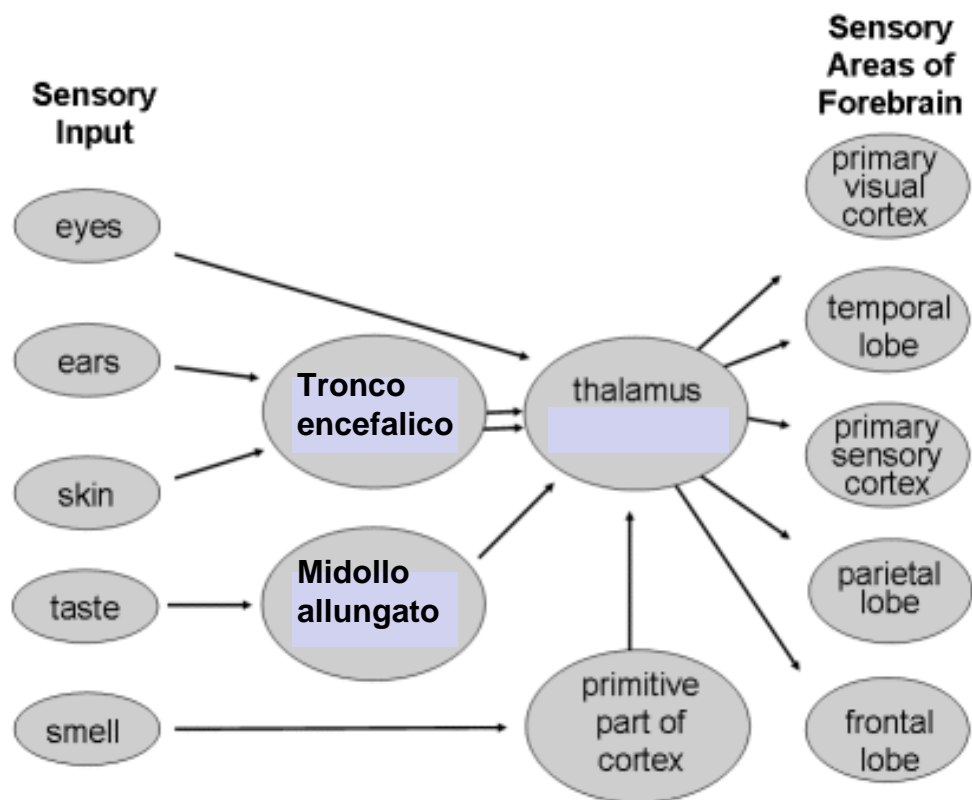 Sensory
Input
Sensory
Areas of
Forebrain
eyes
ears
skin
taste
smell
Tronco
encefalico
Midollo
allungato
thalamus
primitive
part of
cortex
primary
visual
cortex
temporal
lobe
primary
sensory
cortex
parietal
lobe
frontal
lobe